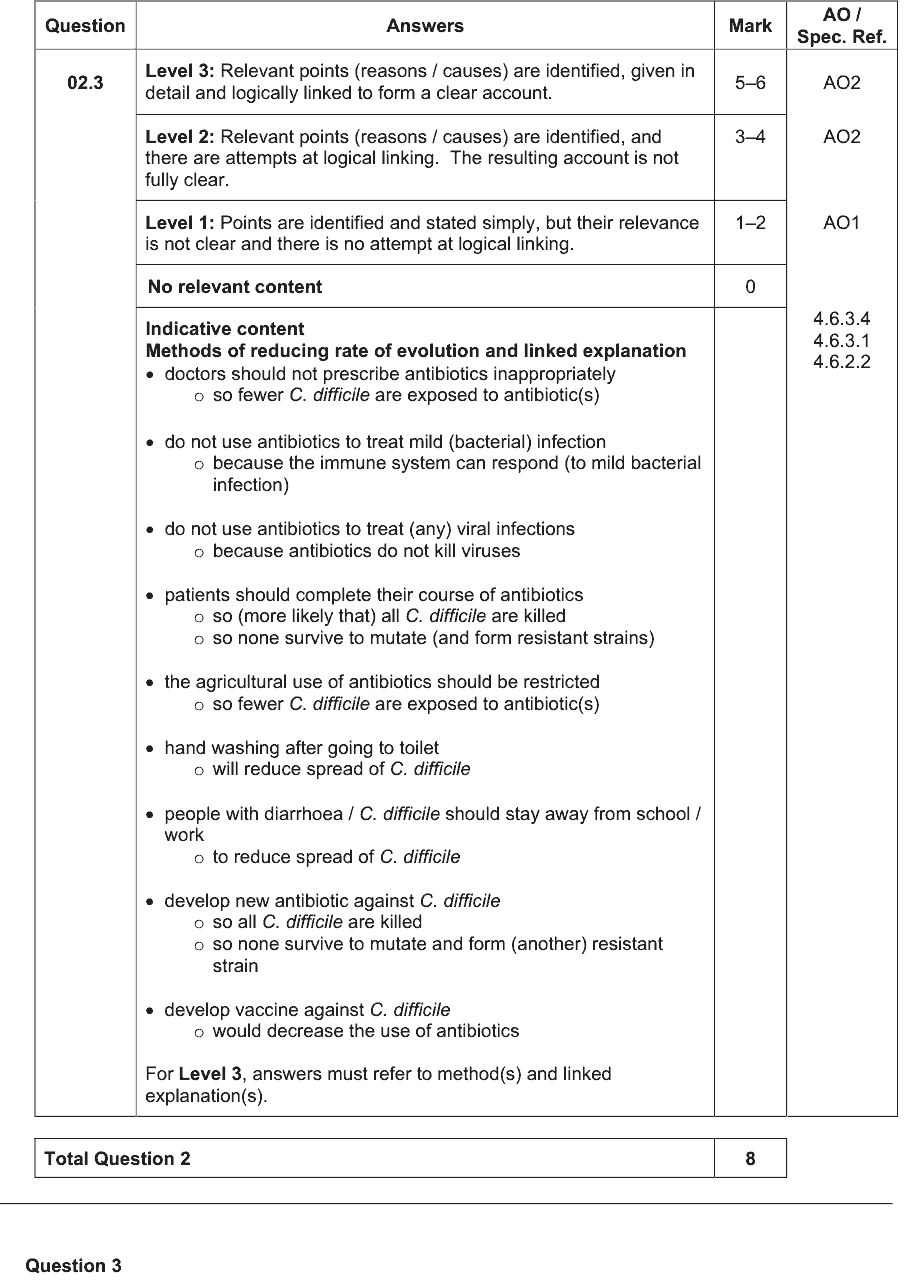 Question
Answers
Mark
AO /
Spec. Ref.
02.3
Level 3: Relevant points (reasons / causes) are identified, given in
detail and logically linked to form a clear account.
5–6
AO2
Level 2: Relevant points (reasons / causes) are identified, and
there are attempts at logical linking. The resulting account is not
fully clear.
3–4
AO2
Level 1: Points are identified and stated simply, but their relevance
is not clear and there is no attempt at logical linking.
1–2
AO1
No relevant content
0
Indicative content
Methods of reducing rate of evolution and linked explanation
• doctors should not prescribe antibiotics inappropriately
o so fewer C. difficile are exposed to antibiotic(s)
• do not use antibiotics to treat mild (bacterial) infection
o because the immune system can respond (to mild bacterial
infection)
• do not use antibiotics to treat (any) viral infections
o because antibiotics do not kill viruses
• patients should complete their course of antibiotics
o so (more likely that) all C. difficile are killed
o so none survive to mutate (and form resistant strains)
• the agricultural use of antibiotics should be restricted
o so fewer C. difficile are exposed to antibiotic(s)
• hand washing after going to toilet
o will reduce spread of C. difficile
• people with diarrhoea / C. difficile should stay away from school /
work
o to reduce spread of C. difficile
• develop new antibiotic against C. difficile
o so all C. difficile are killed
o so none survive to mutate and form (another) resistant
strain
• develop vaccine against C. difficile
o would decrease the use of antibiotics
For Level 3, answers must refer to method(s) and linked
explanation(s).
4.6.3.4
4.6.3.1
4.6.2.2
Total Question 2
8
Question 3